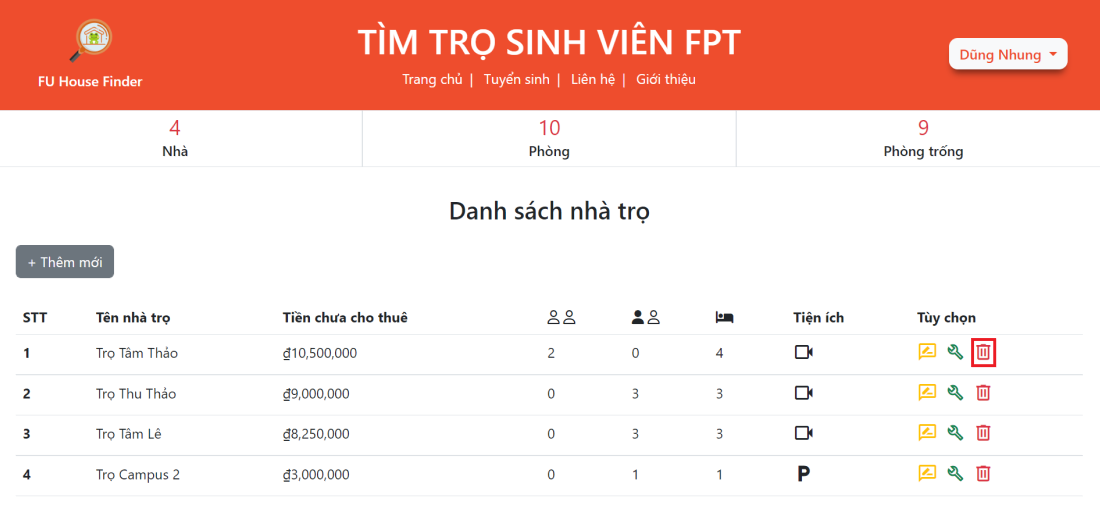 TÌM TRỌ SINH VIÊN FPT
FU House Finder
Trang chủ | Tuyển sinh | Liên hệ | Giới thiệu
Dũng Nhung
4 10 9
Nhà Phòng Phòng trống
Danh sách nhà trọ
+ Thêm mới
STT Tên nhà trọ Tiền chưa cho thuê Tiện ích Tùy chọn
1 Trọ Tâm Thảo ₫10,500,000 2 0 4
2 Trọ Thu Thảo ₫9,000,000 0 3 3
3 Trọ Tâm Lê ₫8,250,000 0 3 3
4 Trọ Campus 2 ₫3,000,000 0 1 1 P